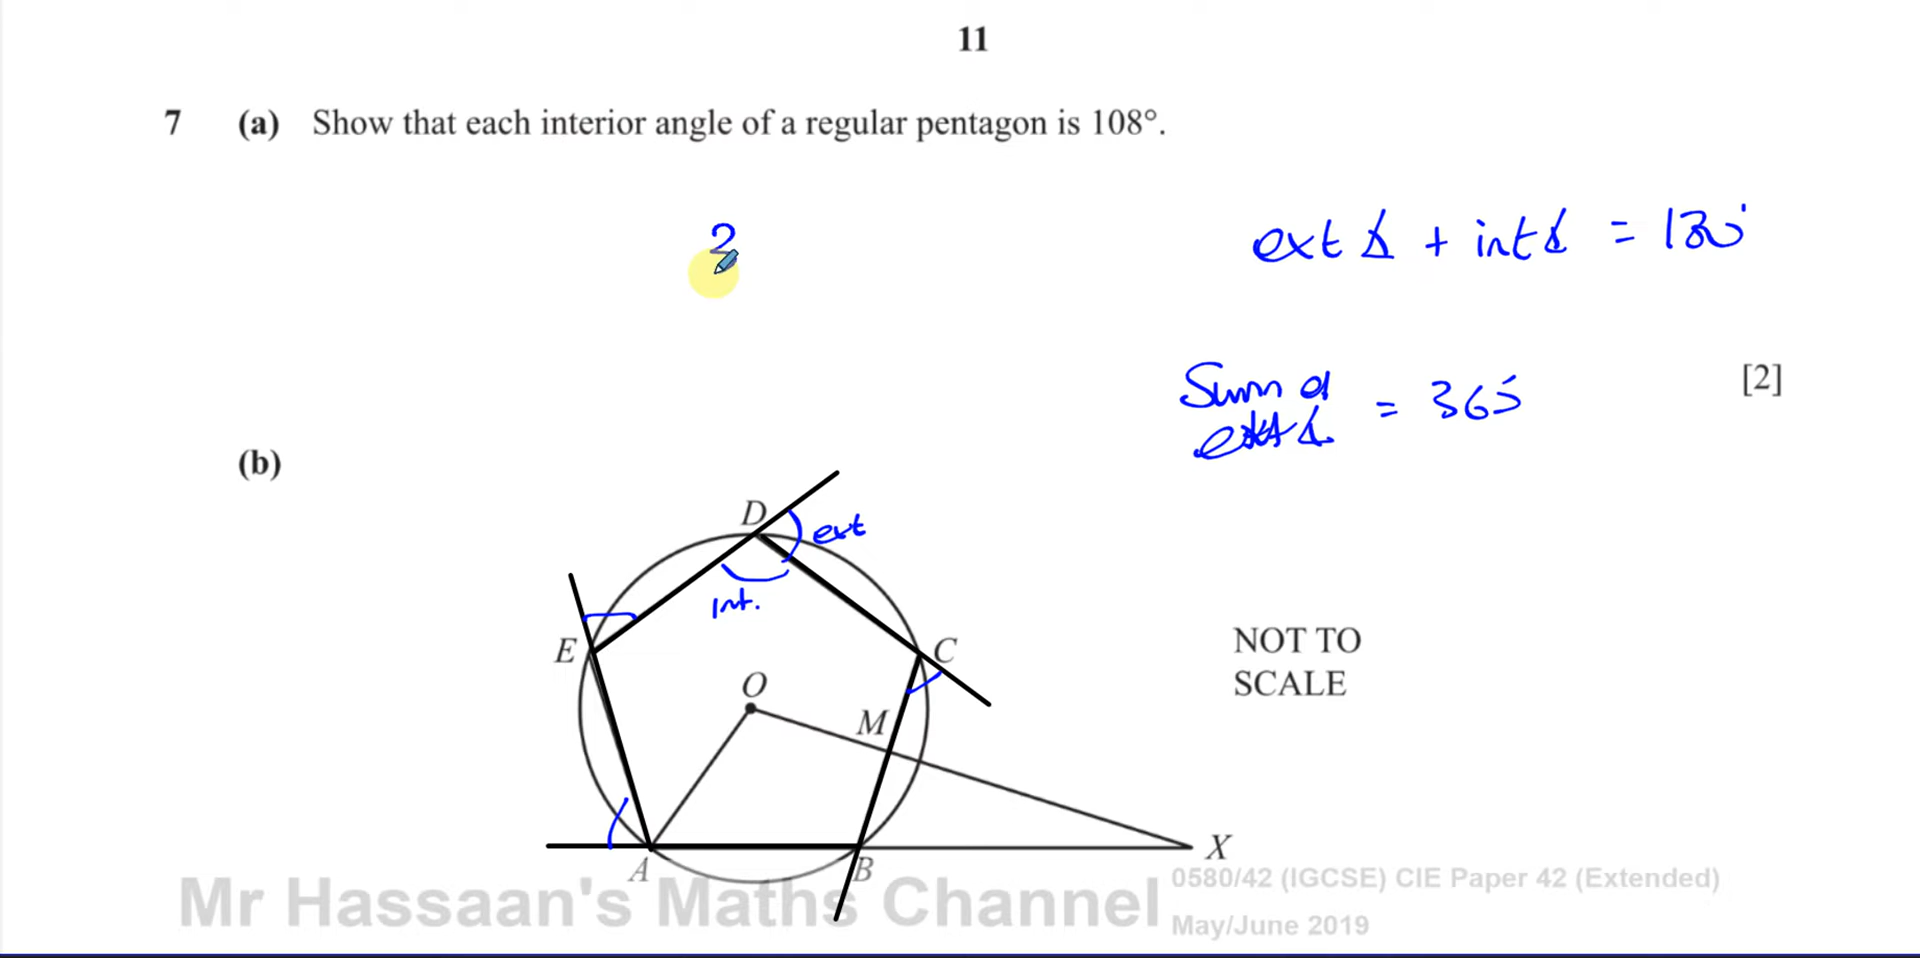 11
7 (a) Show that each interior angle of a regular pentagon is 108°.
ext ∡ + int ∡ = 180°
Sum of ext ∡ = 360
[2]
(b)
D
ext
int.
E
C
O
M
NOT TO
SCALE
A
B
X
Mr Hassaan's Maths Channel
0580/42 (IGCSE) CIE Paper 42 (Extended)
May/June 2019